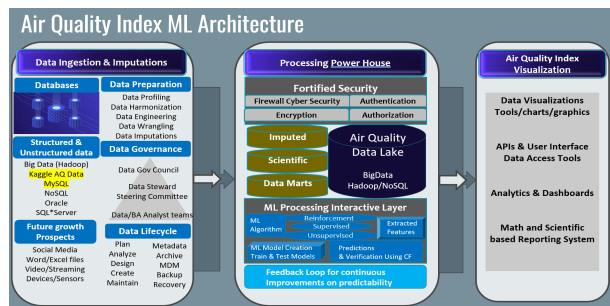 Air Quality Index ML Architecture
Data Ingestion & Imputations
Databases
Structured &
Unstructured data
Big Data (Hadoop)
Kaggle AQ Data
MySQL
NoSQL
Oracle
SQL*Server
Future growth
Prospects
Social Media
Word/Excel files
Video/Streaming
Devices/Sensors
Data Preparation
Data Profiling
Data Harmonization
Data Engineering
Data Wrangling
Data Imputations
Data Governance
Data Gov Council
Data Steward
Steering Committee
Data/BA Analyst teams
Data Lifecycle
Plan
Analyze
Design
Create
Maintain
Metadata
Archive
MDM
Backup
Recovery
Processing Power House
Fortified Security
Firewall Cyber Security
Authentication
Encryption
Authorization
Imputed
Scientific
Data Marts
Air Quality
Data Lake
BigData
Hadoop/NoSQL
ML Processing Interactive Layer
ML
Algorithm
Reinforcement
Supervised
Unsupervised
Extracted
Features
ML Model Creation
Train & Test Models
Predictions
& Verification Using CF
Feedback Loop for continuous
Improvements on predictability
Air Quality Index
Visualization
Data Visualizations
Tools/charts/graphics
APIs & User Interface
Data Access Tools
Analytics & Dashboards
Math and Scientific
based Reporting System